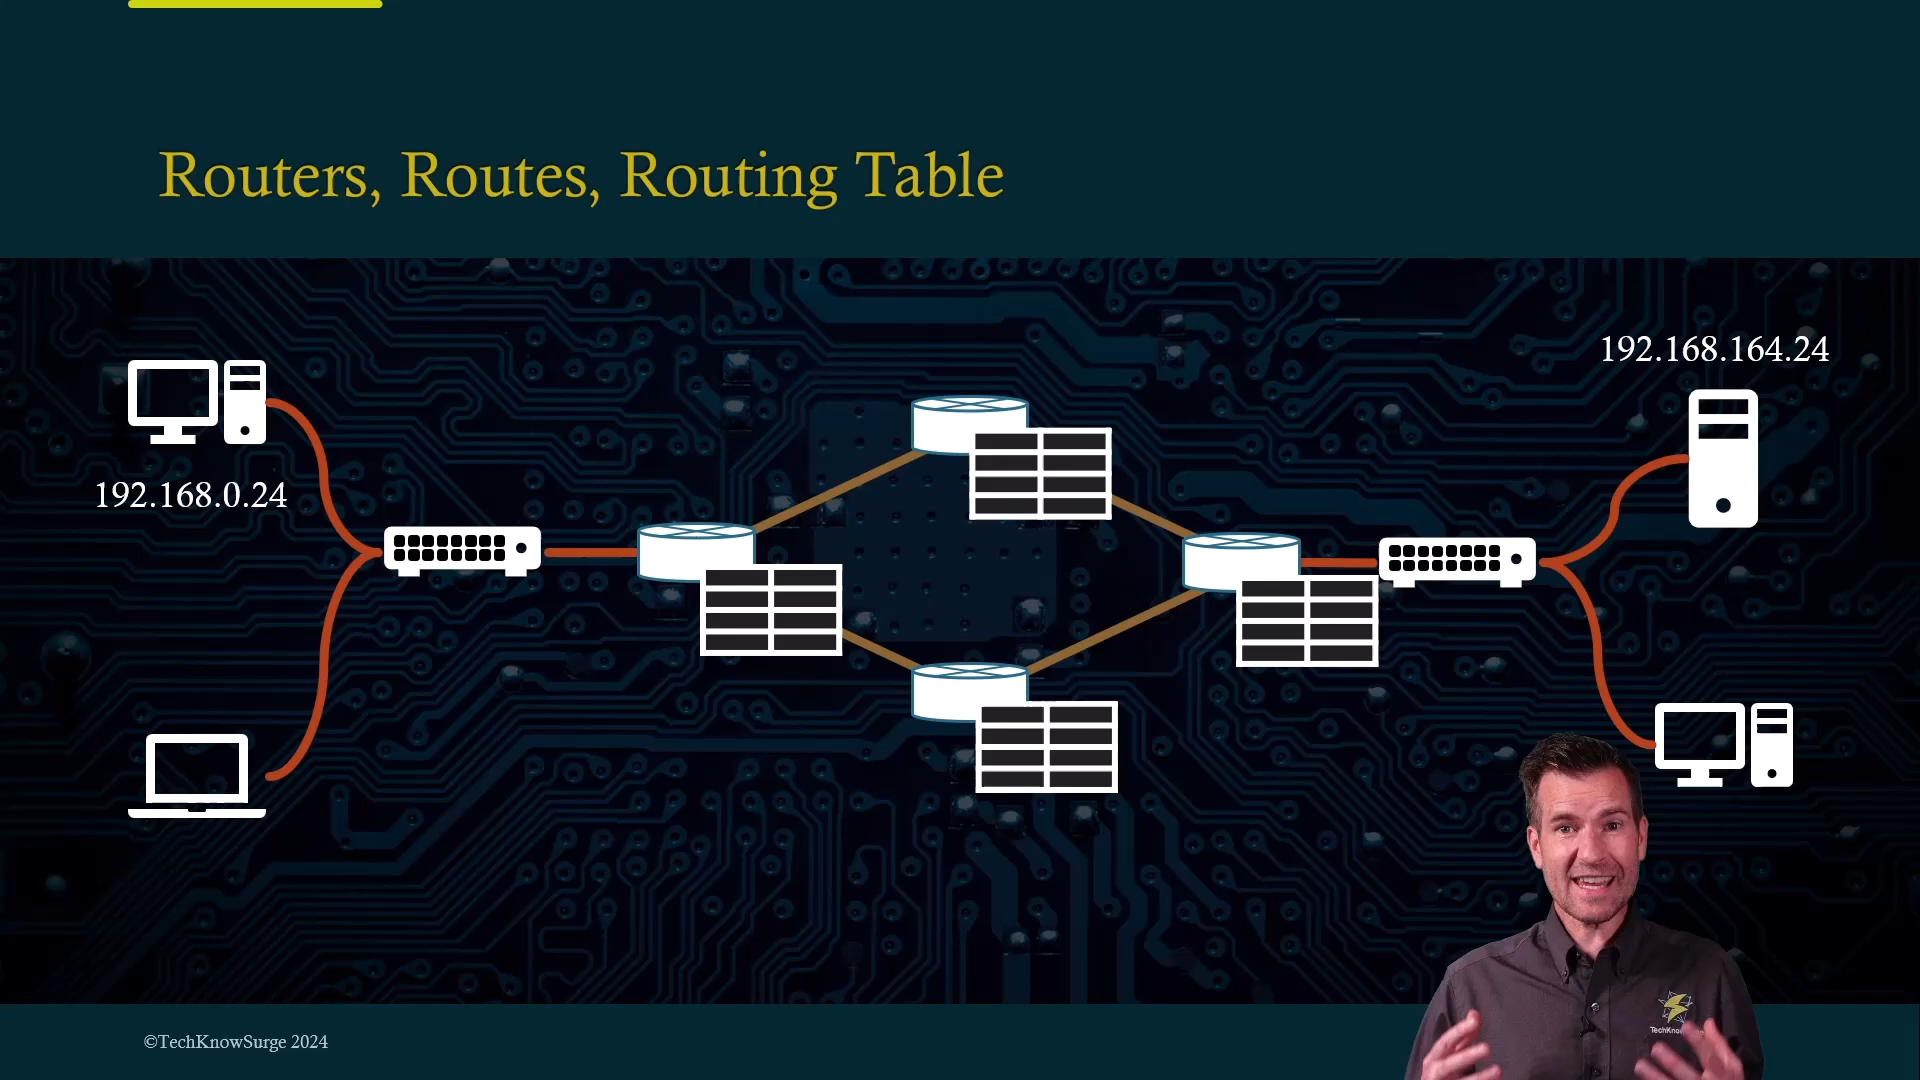 Routers, Routes, Routing Table
192.168.164.24
192.168.0.24
©TechKnowSurge 2024